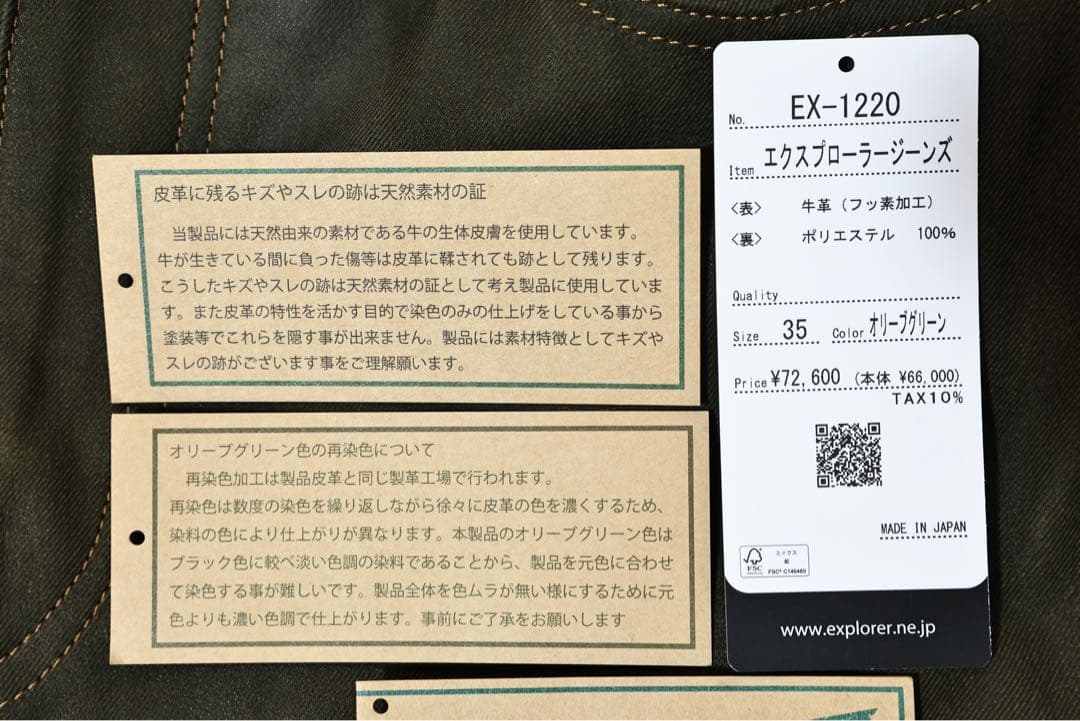 皮革に残るキズやスレの跡は天然素材の証
当製品には天然由来の素材である牛の生体皮膚を使用しています。
牛が生きている間に負った傷等は皮革に鞣されても跡として残ります。
こうしたキズやスレの跡は天然素材の証として考え製品に使用していま
す。また皮革の特性を活かす目的で染色のみの仕上げをしている事から
塗装等でこれらを隠す事が出来ません。製品には素材特徴としてキズや
スレの跡がございます事をご理解願います。
オリーブグリーン色の再染色について
再染色加工は製品皮革と同じ製革工場で行われます。
再染色は数度の染色を繰り返しながら徐々に皮革の色を濃くするため、
染料の色により仕上がりが異なります。本製品のオリーブグリーン色は
ブラック色に較べ淡い色調の染料であることから、製品を元色に合わせ
て染色する事が難しいです。製品全体を色ムラが無い様にするために元
色よりも濃い色調で仕上がります。事前にご了承をお願いします
No. EX-1220
Item エクスプローラージーンズ
〈表〉 牛革（フッ素加工）
〈裏〉 ポリエステル 100%
Quality
Size 35 Color オリーブグリーン
Price ¥72,600 (本体 ¥66,000)
TAX10%
MADE IN JAPAN
FSC
ミックス
紙
FSC® C146460
www.explorer.ne.jp